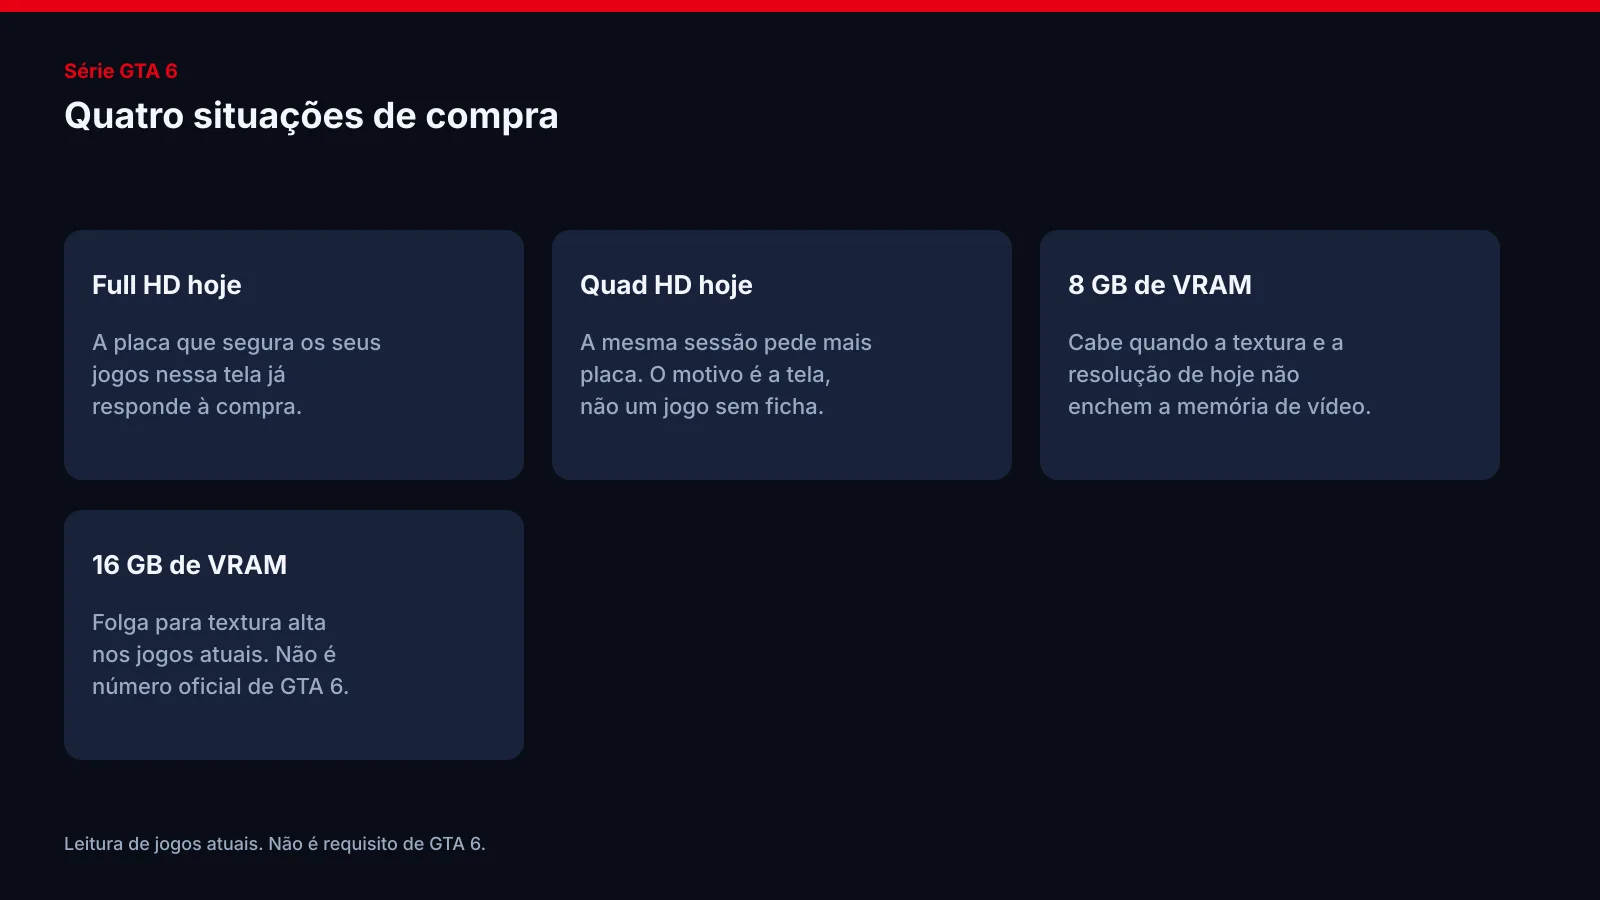 Série GTA 6
Quatro situações de compra
Full HD hoje
A placa que segura os seus
jogos nessa tela já
responde à compra.
Quad HD hoje
A mesma sessão pede mais
placa. O motivo é a tela,
não um jogo sem ficha.
8 GB de VRAM
Cabe quando a textura e a
resolução de hoje não
enchem a memória de vídeo.
16 GB de VRAM
Folga para textura alta
nos jogos atuais. Não é
número oficial de GTA 6.
Leitura de jogos atuais. Não é requisito de GTA 6.